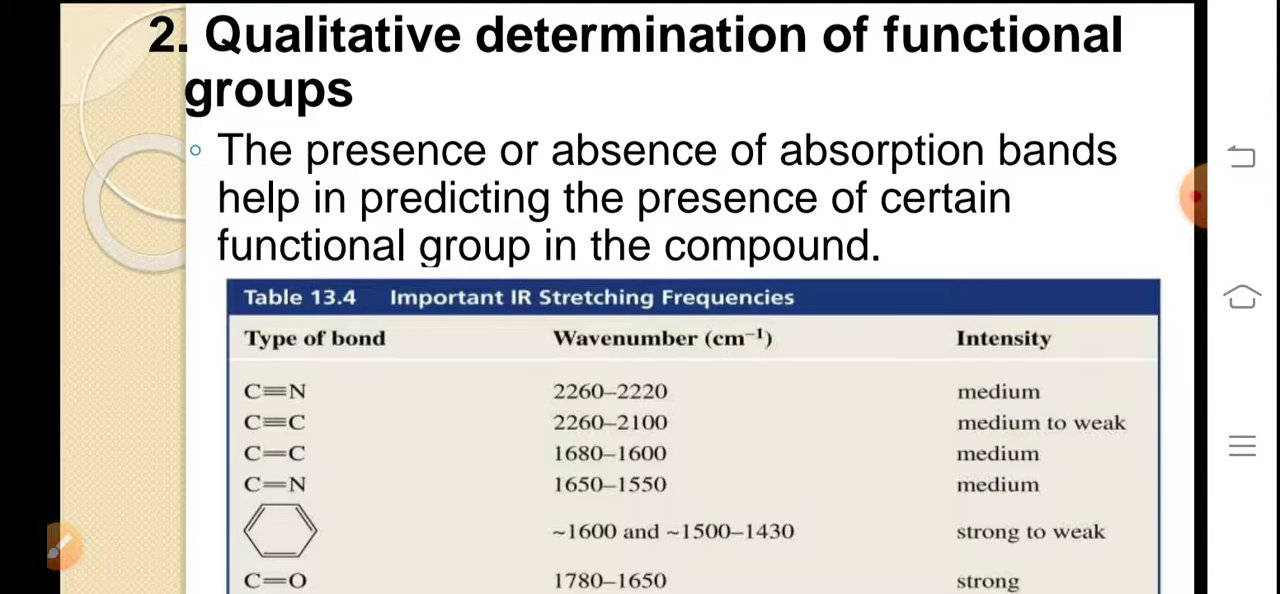 2. Qualitative determination of functional
groups
The presence or absence of absorption bands
help in predicting the presence of certain
functional group in the compound.
Table 13.4 Important IR Stretching Frequencies
Type of bond Wavenumber (cm⁻¹) Intensity
C≡N 2260–2220 medium
C≡C 2260–2100 medium to weak
C=C 1680–1600 medium
C=N 1650–1550 medium
~1600 and ~1500–1430 strong to weak
C=O 1780–1650 strong